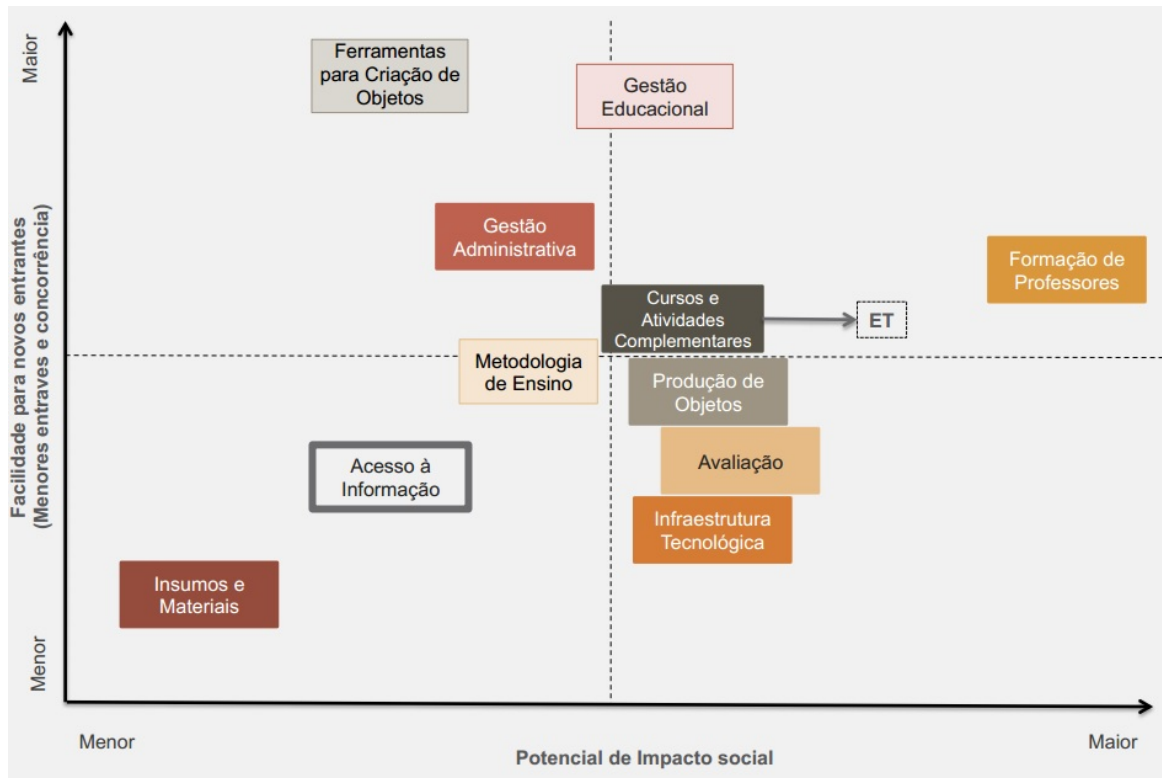 Maior
Facilidade para novos entrantes
(Menores entraves e concorrência)
Menor
Ferramentas
para Criação de
Objetos
Gestão
Educacional
Gestão
Administrativa
Formação de
Professores
Cursos e
Atividades
Complementares
ET
Metodologia
de Ensino
Produção de
Objetos
Avaliação
Acesso à
Informação
Infraestrutura
Tecnológica
Insumos e
Materiais
Menor
Potencial de Impacto social
Maior